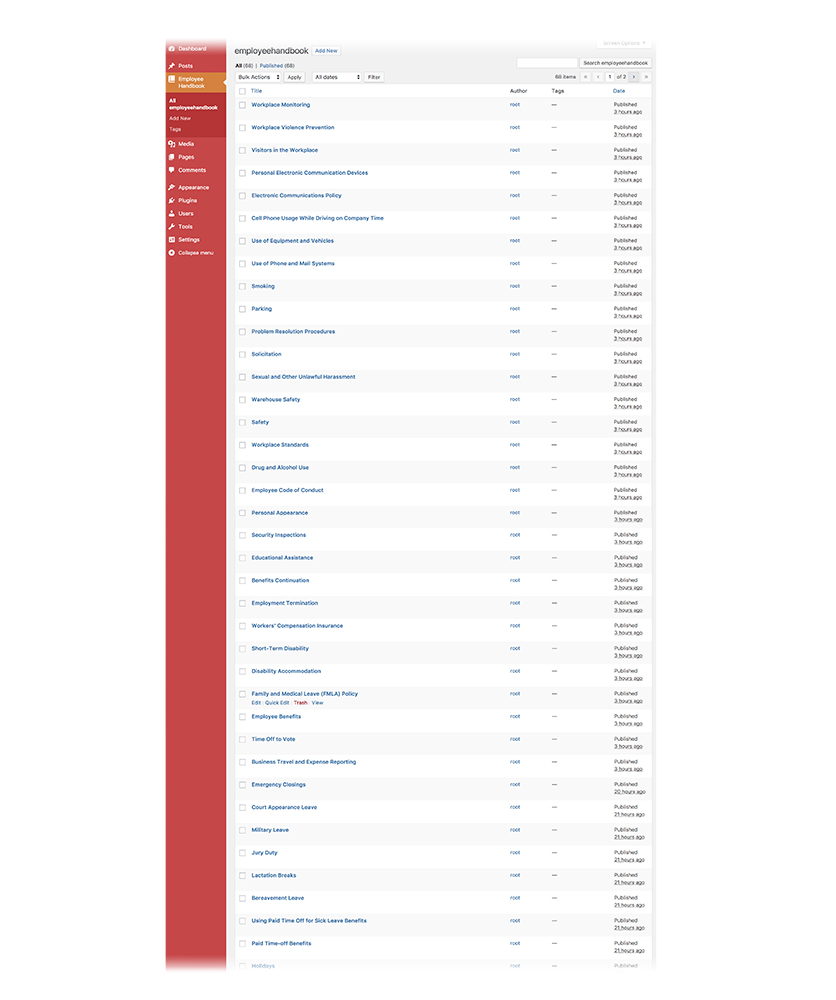 Dashboard
Posts
Employee
Handbook
All
employeehandbook
Add New
Tags
Media
Pages
Comments
Appearance
Plugins
Users
Tools
Settings
Collapse menu
Screen Options
employeehandbook Add New
All (68) | Published (68)
Search employeehandbook
Bulk Actions Apply All dates Filter
68 items « ‹ 1 of 2 › »
Title Author Tags Date
Workplace Monitoring root — Published
3 hours ago
Workplace Violence Prevention root — Published
3 hours ago
Visitors in the Workplace root — Published
3 hours ago
Personal Electronic Communication Devices root — Published
3 hours ago
Electronic Communications Policy root — Published
3 hours ago
Cell Phone Usage While Driving on Company Time root — Published
3 hours ago
Use of Equipment and Vehicles root — Published
3 hours ago
Use of Phone and Mail Systems root — Published
3 hours ago
Smoking root — Published
3 hours ago
Parking root — Published
3 hours ago
Problem Resolution Procedures root — Published
3 hours ago
Solicitation root — Published
3 hours ago
Sexual and Other Unlawful Harassment root — Published
3 hours ago
Warehouse Safety root — Published
3 hours ago
Safety root — Published
3 hours ago
Workplace Standards root — Published
3 hours ago
Drug and Alcohol Use root — Published
3 hours ago
Employee Code of Conduct root — Published
3 hours ago
Personal Appearance root — Published
3 hours ago
Security Inspections root — Published
3 hours ago
Educational Assistance root — Published
3 hours ago
Benefits Continuation root — Published
3 hours ago
Employment Termination root — Published
3 hours ago
Workers' Compensation Insurance root — Published
3 hours ago
Short-Term Disability root — Published
3 hours ago
Disability Accommodation root — Published
3 hours ago
Family and Medical Leave (FMLA) Policy root — Published
Edit Quick Edit Trash View 3 hours ago
Employee Benefits root — Published
3 hours ago
Time Off to Vote root — Published
3 hours ago
Business Travel and Expense Reporting root — Published
3 hours ago
Emergency Closings root — Published
20 hours ago
Court Appearance Leave root — Published
21 hours ago
Military Leave root — Published
21 hours ago
Jury Duty root — Published
21 hours ago
Lactation Breaks root — Published
21 hours ago
Bereavement Leave root — Published
21 hours ago
Using Paid Time Off for Sick Leave Benefits root — Published
21 hours ago
Paid Time-off Benefits root — Published
21 hours ago
Holidays root — Published